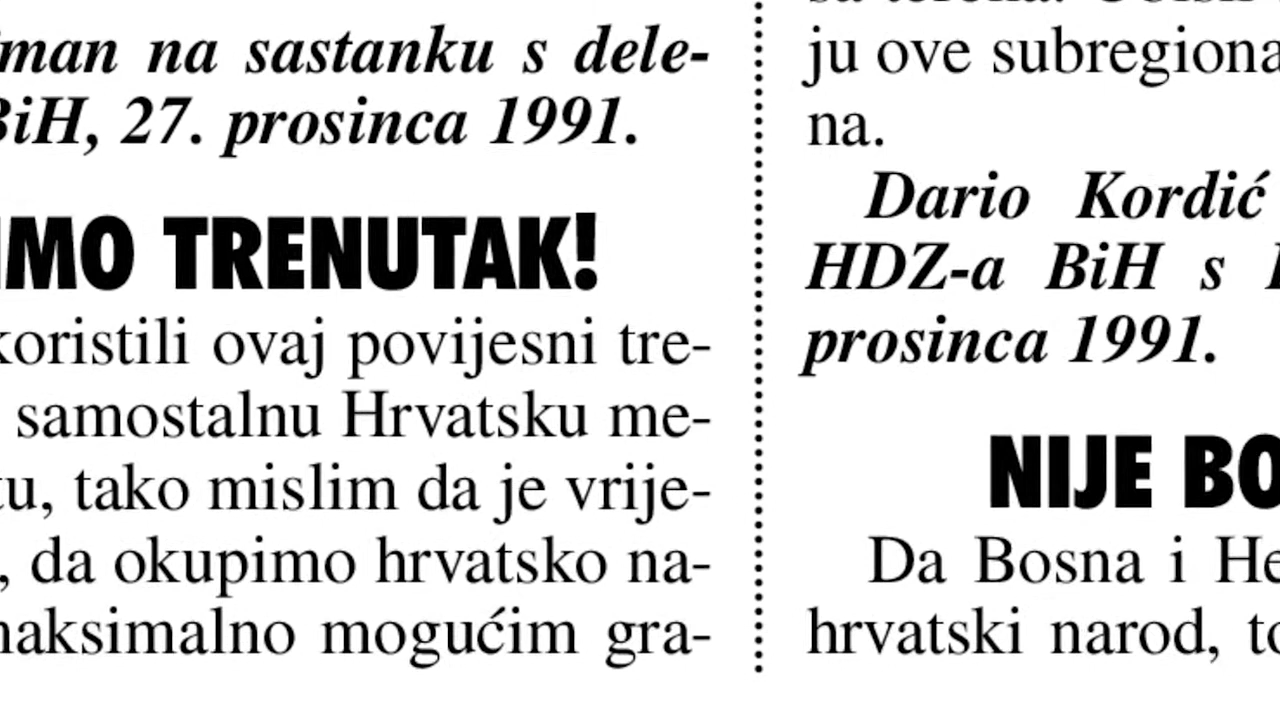 man na sastanku s dele-
BiH, 27. prosinca 1991.
IMO TRENUTAK!
koristili ovaj povijesni tre-
samostalnu Hrvatsku me-
tu, tako mislim da je vrije-
, da okupimo hrvatsko na-
maksimalno mogućim gra-
ju ove subregiona
na.
Dario Kordić
HDZ-a BiH s
prosinca 1991.
NIJE BO
Da Bosna i He
hrvatski narod, to